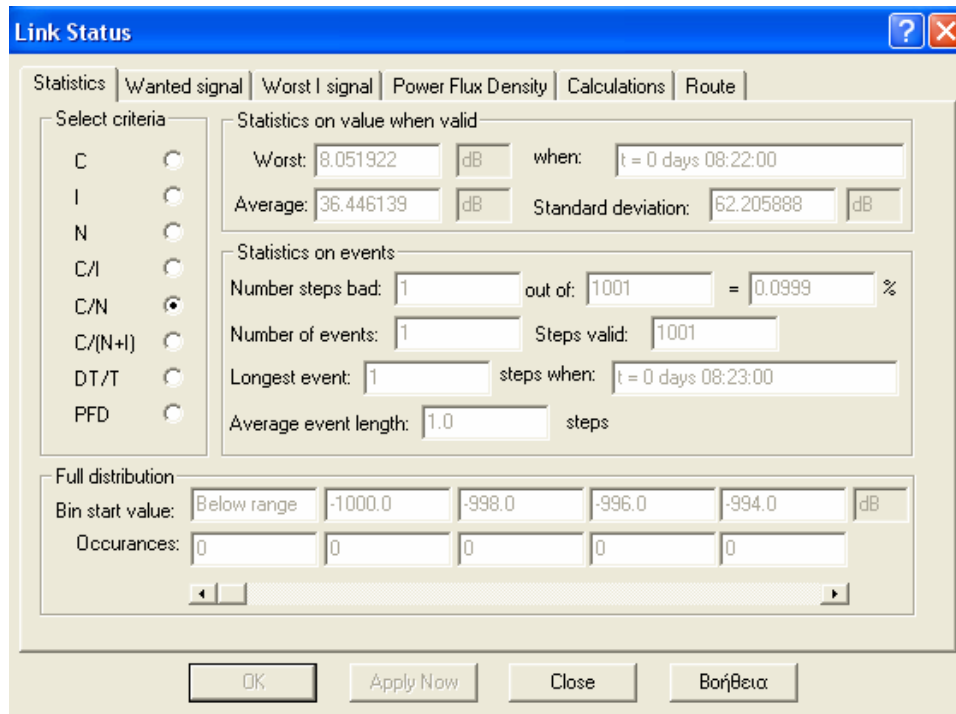 Link Status
Statistics Wanted signal Worst I signal Power Flux Density Calculations Route
Select criteria
C
I
N
C/I
C/N
C/(N+I)
DT/T
PFD
Statistics on value when valid
Worst: 8.051922 dB when: t = 0 days 08:22:00
Average: 36.446139 dB Standard deviation: 62.205888 dB
Statistics on events
Number steps bad: 1 out of: 1001 = 0.0999 %
Number of events: 1 Steps valid: 1001
Longest event: 1 steps when: t = 0 days 08:23:00
Average event length: 1.0 steps
Full distribution
Bin start value: Below range -1000.0 -998.0 -996.0 -994.0 dB
Occurances: 0 0 0 0 0
OK Apply Now Close Βοήθεια